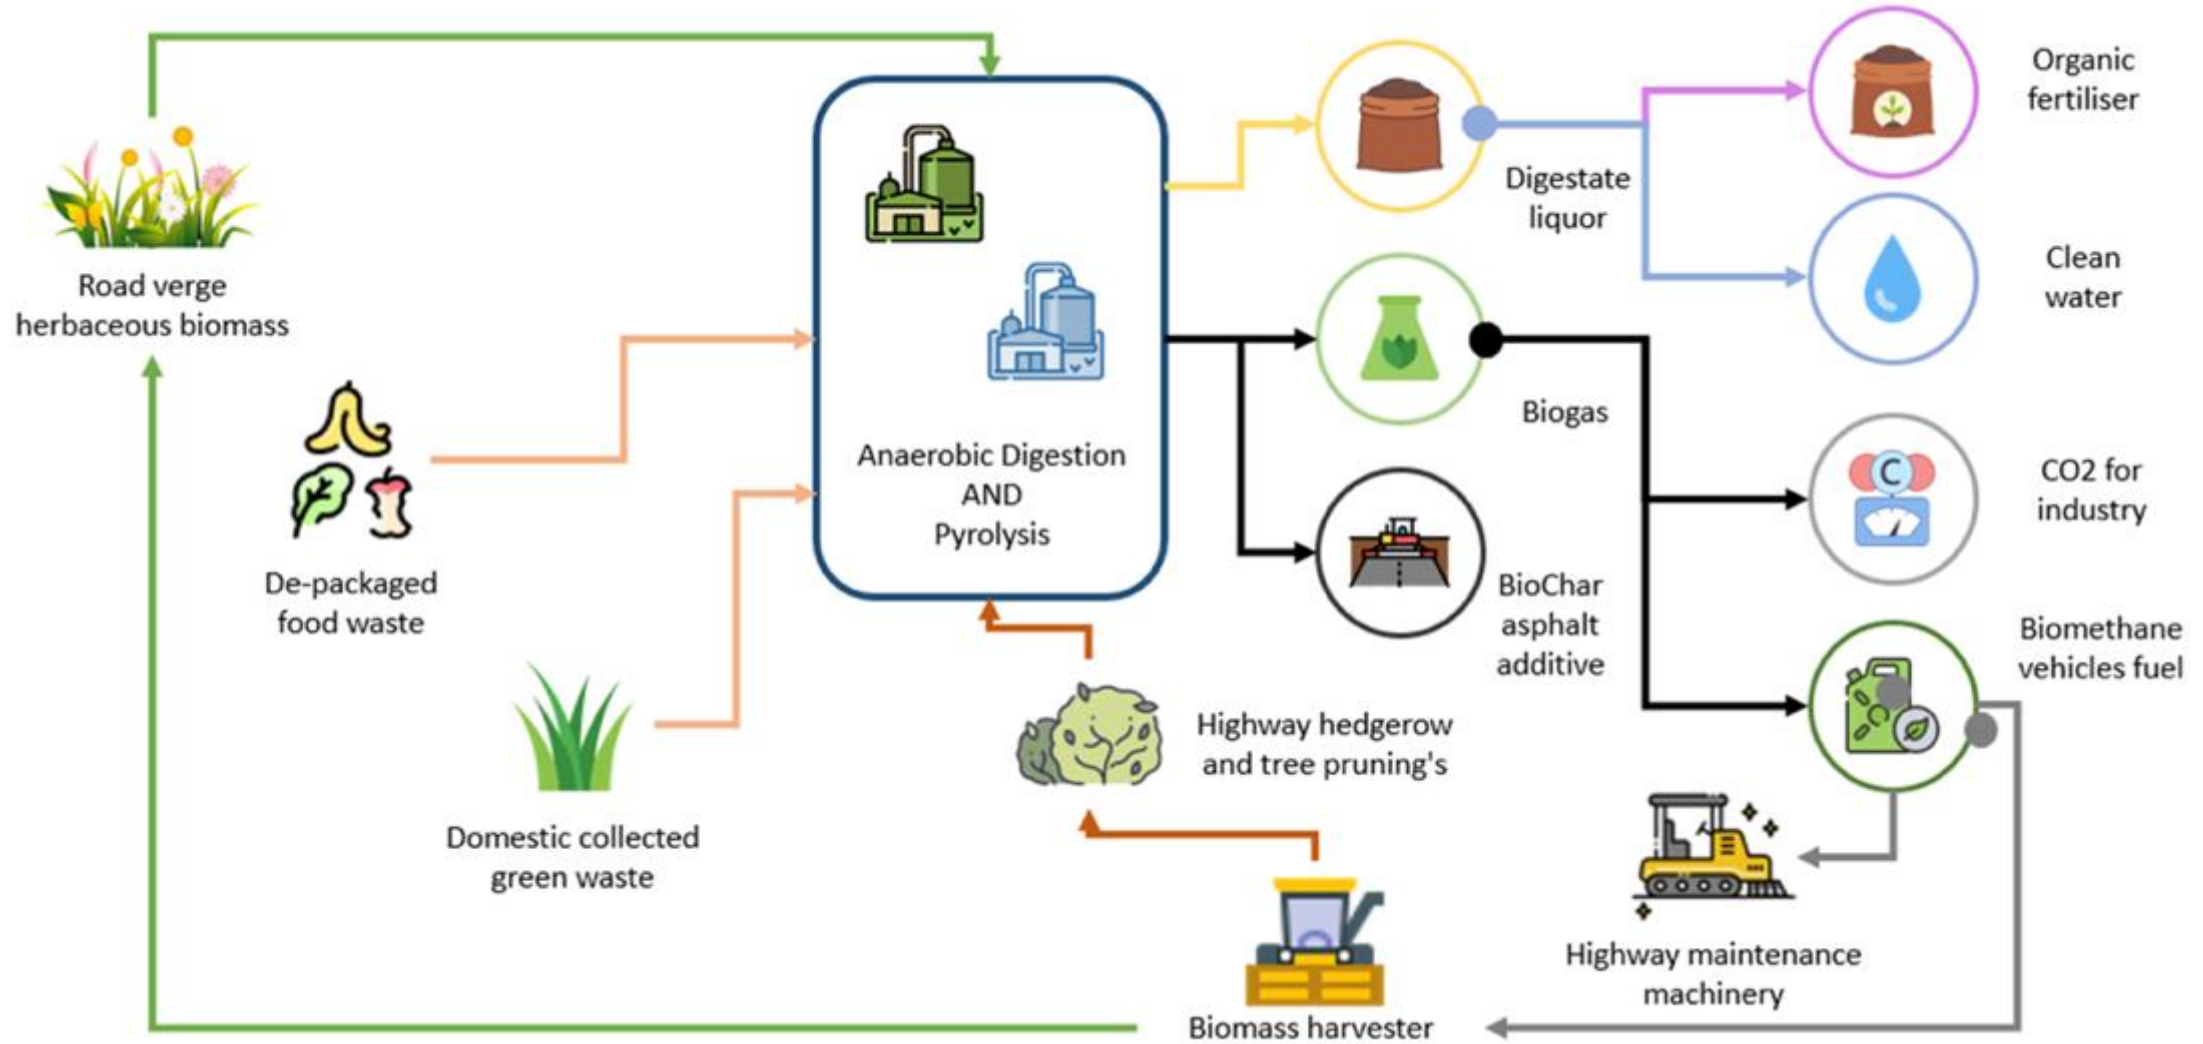 Organic
fertiliser
Digestate
liquor
Clean
water
Road verge
herbaceous biomass
Biogas
Anaerobic Digestion
AND
Pyrolysis
C
CO2 for
industry
De-packaged
food waste
BioChar
asphalt
additive
Biomethane
vehicles fuel
Highway hedgerow
and tree pruning's
Domestic collected
green waste
Highway maintenance
machinery
Biomass harvester